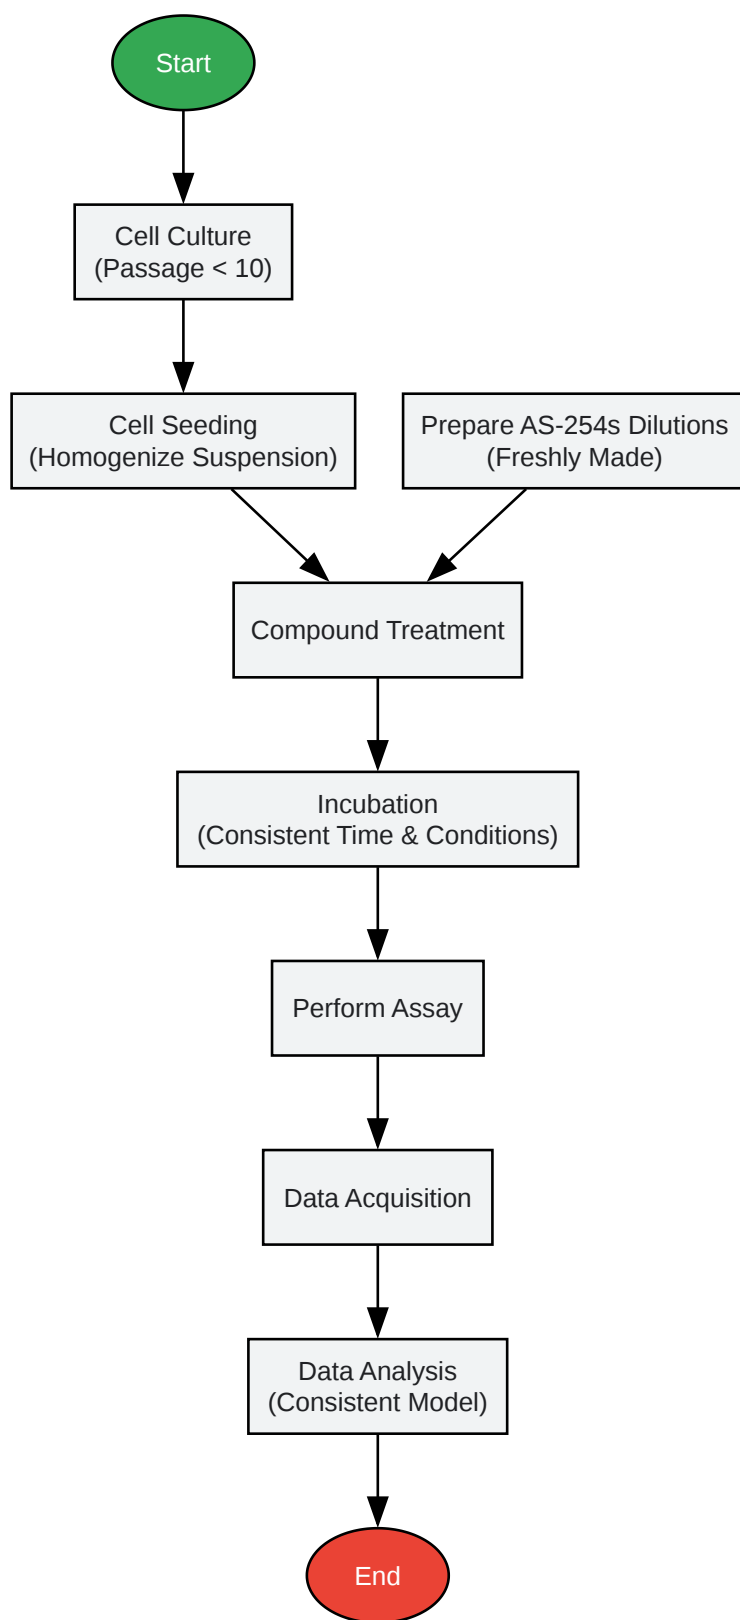 Start
Cell Culture
(Passage < 10)
Cell Seeding
(Homogenize Suspension)
Prepare AS-254s Dilutions
(Freshly Made)
Compound Treatment
Incubation
(Consistent Time & Conditions)
Perform Assay
Data Acquisition
Data Analysis
(Consistent Model)
End